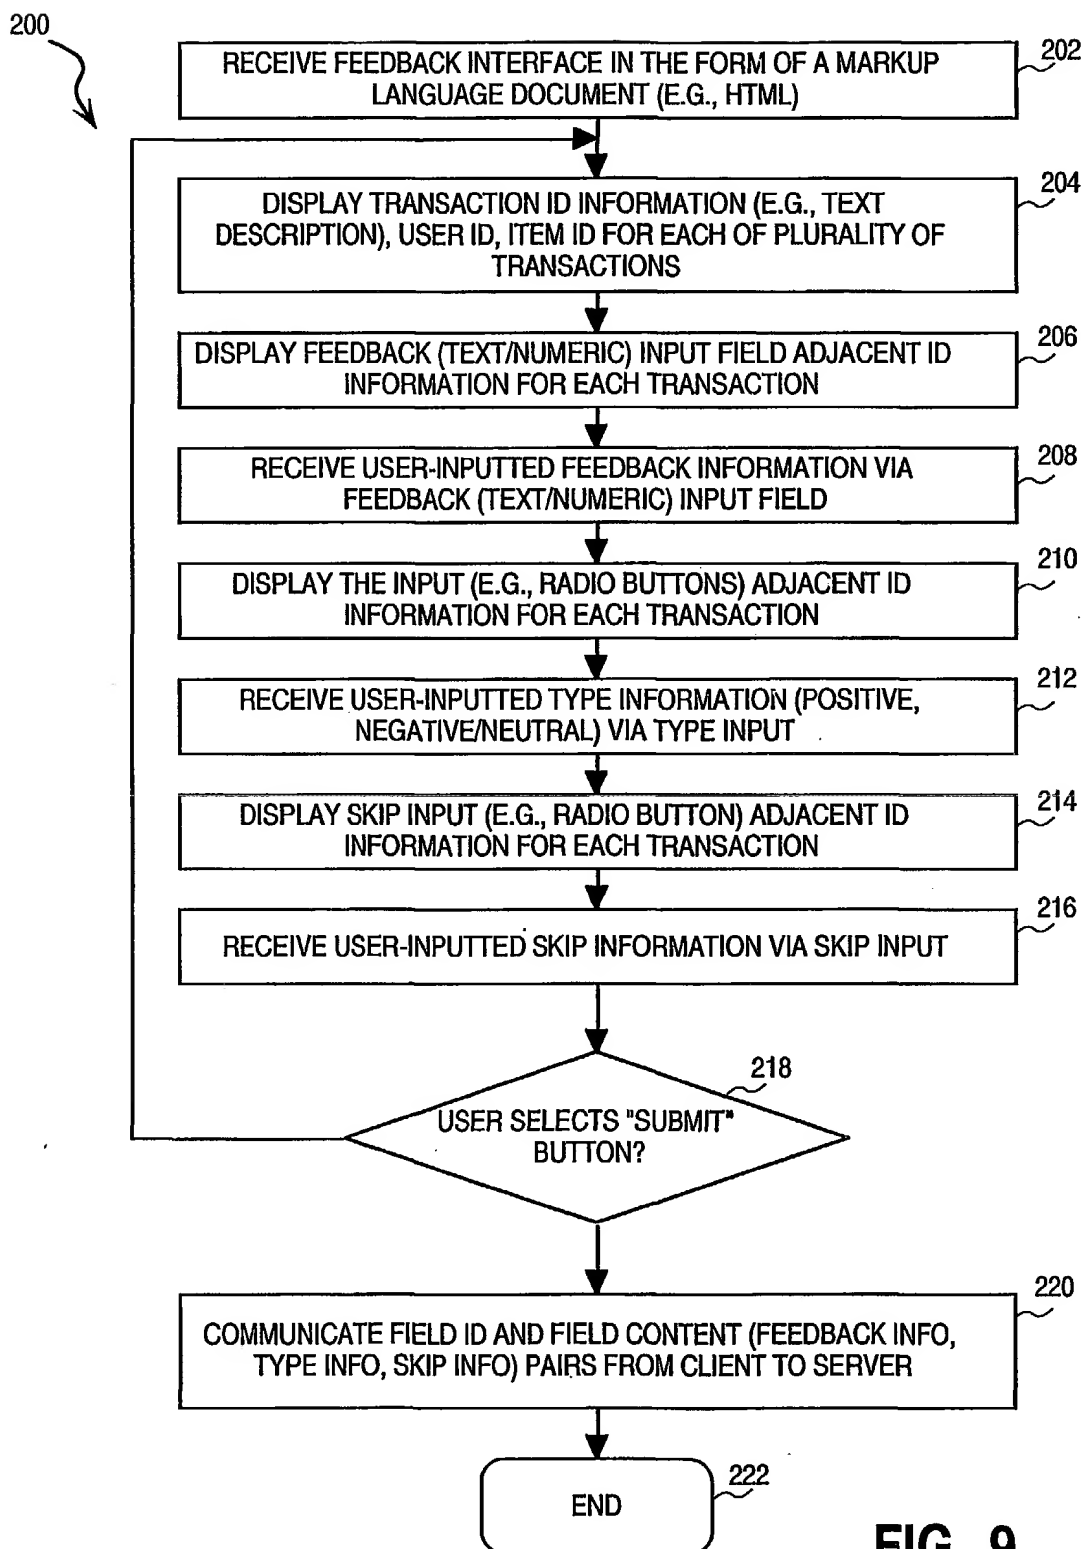 200
RECEIVE FEEDBACK INTERFACE IN THE FORM OF A MARKUP
LANGUAGE DOCUMENT (E.G., HTML)
202
DISPLAY TRANSACTION ID INFORMATION (E.G., TEXT
DESCRIPTION), USER ID, ITEM ID FOR EACH OF PLURALITY OF
TRANSACTIONS
204
DISPLAY FEEDBACK (TEXT/NUMERIC) INPUT FIELD ADJACENT ID
INFORMATION FOR EACH TRANSACTION
206
RECEIVE USER-INPUTTED FEEDBACK INFORMATION VIA
FEEDBACK (TEXT/NUMERIC) INPUT FIELD
208
DISPLAY THE INPUT (E.G., RADIO BUTTONS) ADJACENT ID
INFORMATION FOR EACH TRANSACTION
210
RECEIVE USER-INPUTTED TYPE INFORMATION (POSITIVE,
NEGATIVE/NEUTRAL) VIA TYPE INPUT
212
DISPLAY SKIP INPUT (E.G., RADIO BUTTON) ADJACENT ID
INFORMATION FOR EACH TRANSACTION
214
RECEIVE USER-INPUTTED SKIP INFORMATION VIA SKIP INPUT
216
USER SELECTS "SUBMIT"
BUTTON?
218
COMMUNICATE FIELD ID AND FIELD CONTENT (FEEDBACK INFO,
TYPE INFO, SKIP INFO) PAIRS FROM CLIENT TO SERVER
220
END
222
FIG. 9